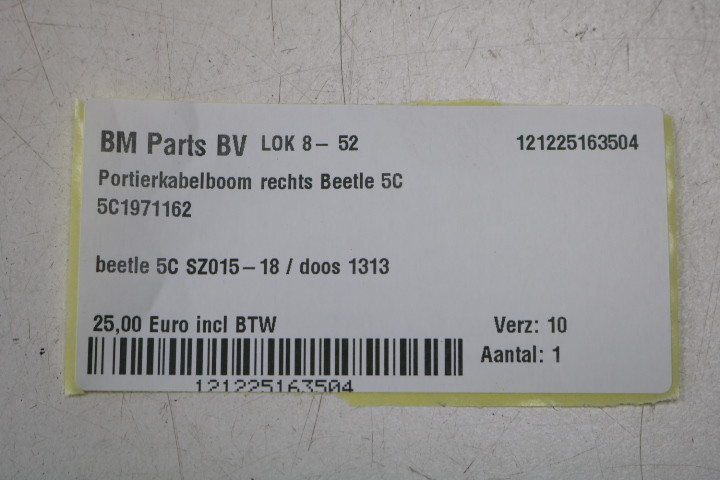 BM Parts BV LOK 8- 52 121225163504
Portierkabelboom rechts Beetle 5C
5C1971162
beetle 5C SZ015-18 / doos 1313
25,00 Euro incl BTW Verz: 10
Aantal: 1
121225163504